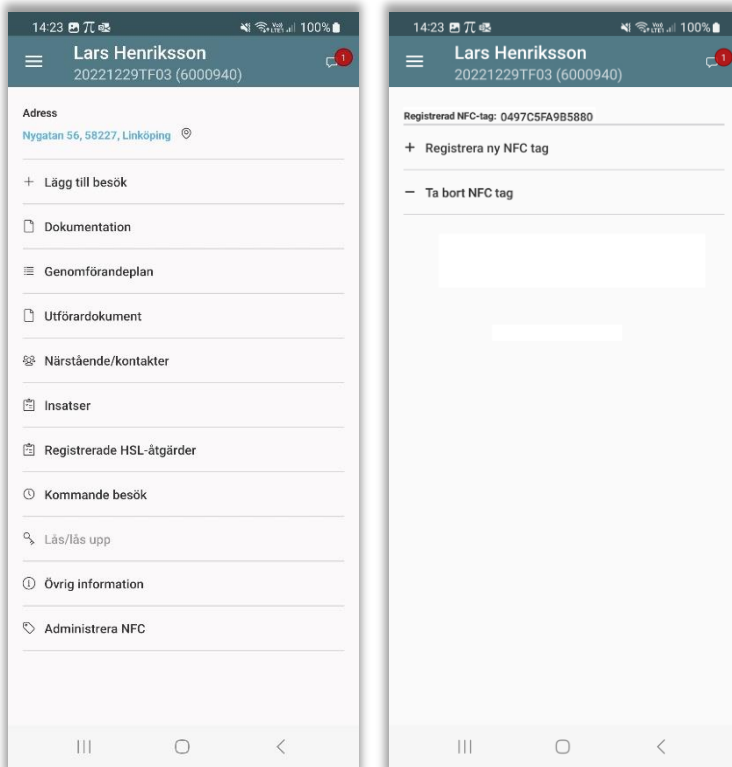 14:23 100%
Lars Henriksson
20221229TF03 (6000940)
1
Adress
Nygatan 56, 58227, Linköping
+ Lägg till besök
Dokumentation
Genomförandeplan
Utförardokument
Närstående/kontakter
Insatser
Registrerade HSL-åtgärder
Kommande besök
Lås/lås upp
Övrig information
Administrera NFC
14:23 100%
Lars Henriksson
20221229TF03 (6000940)
1
Registrerad NFC-tag: 0497C5FA9B5880
+ Registrera ny NFC tag
− Ta bort NFC tag